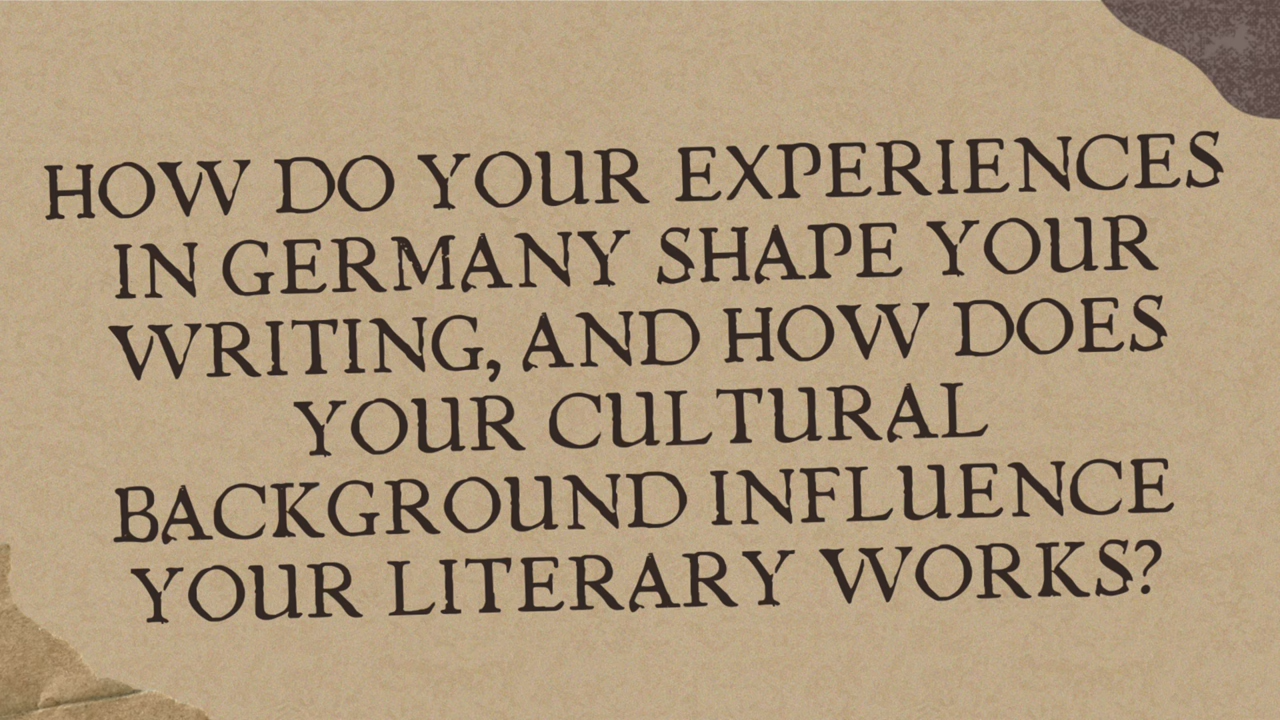 HOW DO YOUR EXPERIENCES
IN GERMANY SHAPE YOUR
WRITING, AND HOW DOES
YOUR CULTURAL
BACKGROUND INFLUENCE
YOUR LITERARY WORKS?